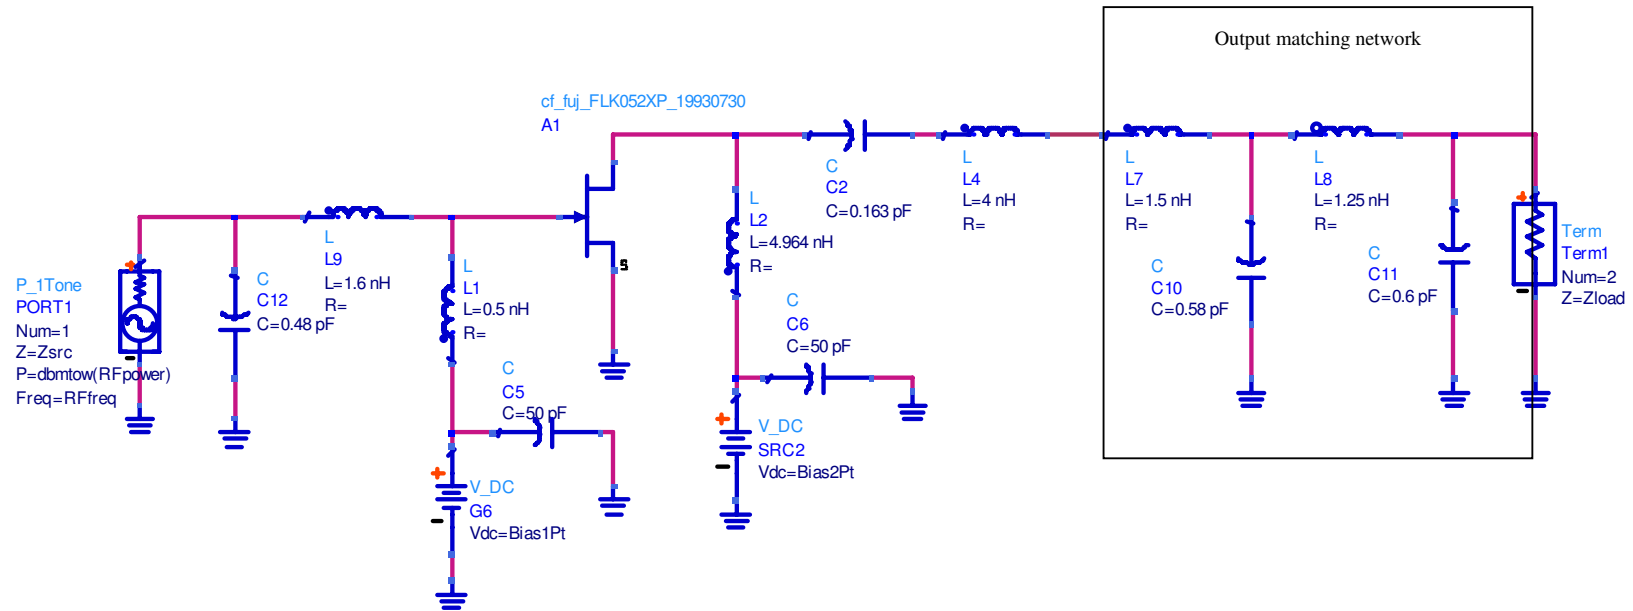 Output matching network
cf_fuj_FLK052XP_19930730
A1
P_1Tone
PORT1
Num=1
Z=Zsrc
P=dbmtow(RFpower)
Freq=RFfreq
C
C12
C=0.48 pF
L
L9
L=1.6 nH
R=
L
L1
L=0.5 nH
R=
C
C5
C=50 pF
V_DC
G6
Vdc=Bias1Pt
S
L
L2
L=4.964 nH
R=
C
C6
C=50 pF
V_DC
SRC2
Vdc=Bias2Pt
C
C2
C=0.163 pF
L
L4
L=4 nH
R=
L
L7
L=1.5 nH
R=
C
C10
C=0.58 pF
L
L8
L=1.25 nH
R=
C
C11
C=0.6 pF
Term
Term1
Num=2
Z=Zload